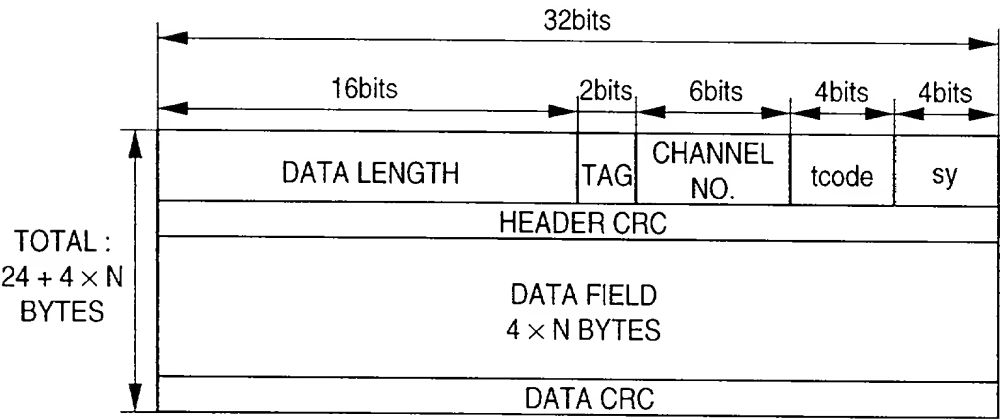 32bits
16bits 2bits 6bits 4bits 4bits
DATA LENGTH TAG CHANNEL NO. tcode sy
HEADER CRC
TOTAL :
24 + 4 × N
BYTES
DATA FIELD
4 × N BYTES
DATA CRC